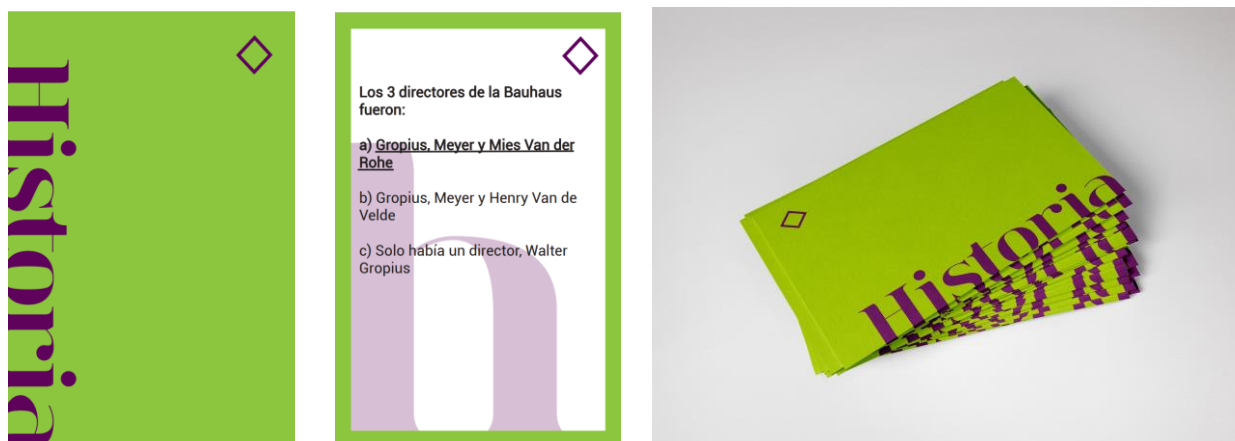 Historia
Los 3 directores de la Bauhaus
fueron:
a) Gropius, Meyer y Mies Van der
Rohe
b) Gropius, Meyer y Henry Van de
Velde
c) Solo había un director, Walter
Gropius
h
Historia